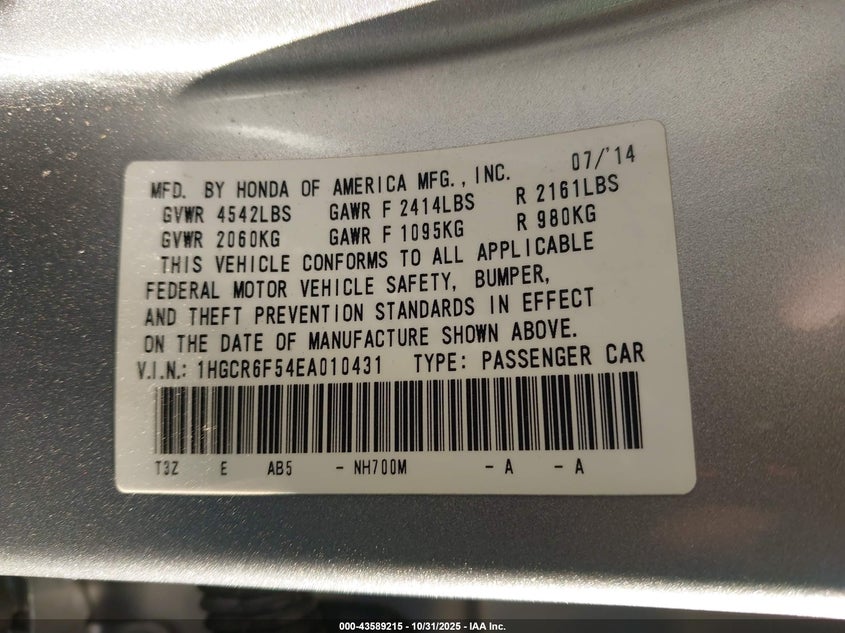 07/'14
MFD. BY HONDA OF AMERICA MFG., INC.
GVWR 4542LBS GAWR F 2414LBS R 2161LBS
GVWR 2060KG GAWR F 1095KG R 980KG
THIS VEHICLE CONFORMS TO ALL APPLICABLE
FEDERAL MOTOR VEHICLE SAFETY, BUMPER,
AND THEFT PREVENTION STANDARDS IN EFFECT
ON THE DATE OF MANUFACTURE SHOWN ABOVE.
V.I.N.: 1HGCR6F54EA010431 TYPE: PASSENGER CAR
T3Z E AB5 - NH700M - A - A
000-43589215 - 10/31/2025 - IAA Inc.